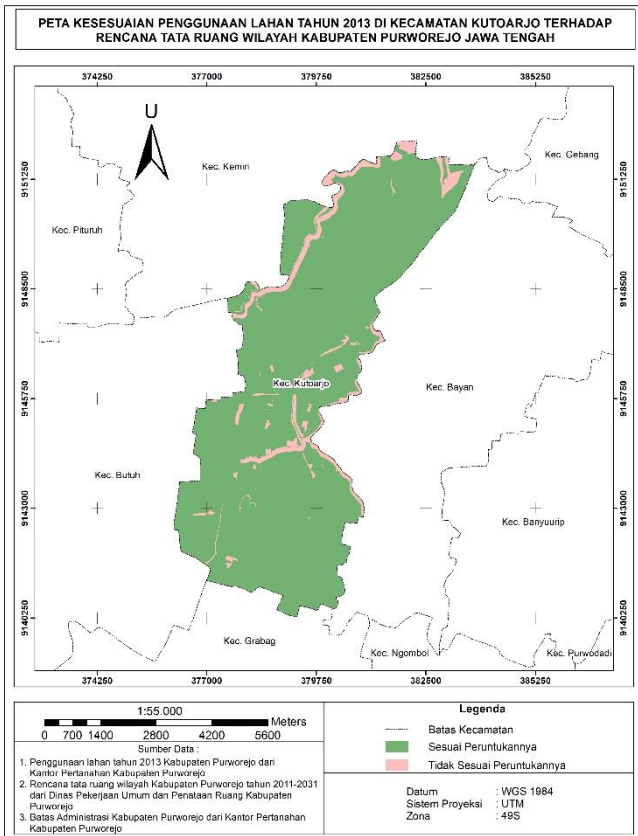 PETA KESESUAIAN PENGGUNAAN LAHAN TAHUN 2013 DI KECAMATAN KUTOARJO TERHADAP
RENCANA TATA RUANG WILAYAH KABUPATEN PURWOREJO JAWA TENGAH
374250 377000 379750 382500 385250
U
Kec. Kemiri
Kec. Gebang
9151250 9151250
Kec. Pituruh
9148500 9148500
Kec. Kutoarjo
Kec. Bayan
9145750 9145750
Kec. Butuh
9143000 9143000
Kec. Banyuurip
9140250 9140250
Kec. Grabag
Kec. Ngombol
Kec. Purwodadi
374250 377000 379750 382500 385250
1:55.000
0 700 1400 2800 4200 5600 Meters
Sumber Data :
1. Penggunaan lahan tahun 2013 Kabupaten Purworejo dari
Kantor Pertanahan Kabupaten Purworejo
2. Rencana tata ruang wilayah Kabupaten Purworejo tahun 2011-2031
dari Dinas Pekerjaan Umum dan Penataan Ruang Kabupaten
Purworejo
3. Batas Administrasi Kabupaten Purworejo dari Kantor Pertanahan
Kabupaten Purworejo
Legenda
Batas Kecamatan
Sesuai Peruntukannya
Tidak Sesuai Peruntukannya
Datum : WGS 1984
Sistem Proyeksi : UTM
Zona : 49S